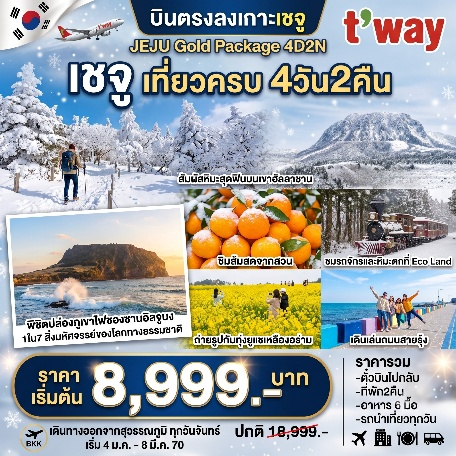 บินตรงลงเกาะเชจู
t'way
JEJU Gold Package 4D2N
เชจู เที่ยวครบ 4วัน2คืน
สัมผัสหิมะสุดฟินบนเขาฮัลลาซาน
ชิมส้มสดจากสวน
ชมรถจักรและหิมะตกที่ Eco Land
พิชิตปล่องภูเขาไฟซองซานอิลจูบง
1ใน7 สิ่งมหัศจรรย์ของโลกทางธรรมชาติ
ถ่ายรูปกับทุ่งยูแชเหลืองอร่าม
เดินเล่นถนนสายรุ้ง
ราคา
เริ่มต้น
8,999.-
บาท
ราคารวม
-ตั๋วบินไปกลับ
-ที่พัก2คืน
-อาหาร 6 มื้อ
-รถนำเที่ยวทุกวัน
BKK
เดินทางออกจากสุวรรณภูมิ ทุกวันจันทร์
เริ่ม 4 ม.ค. - 8 มี.ค. 70
ปกติ 18,999.-